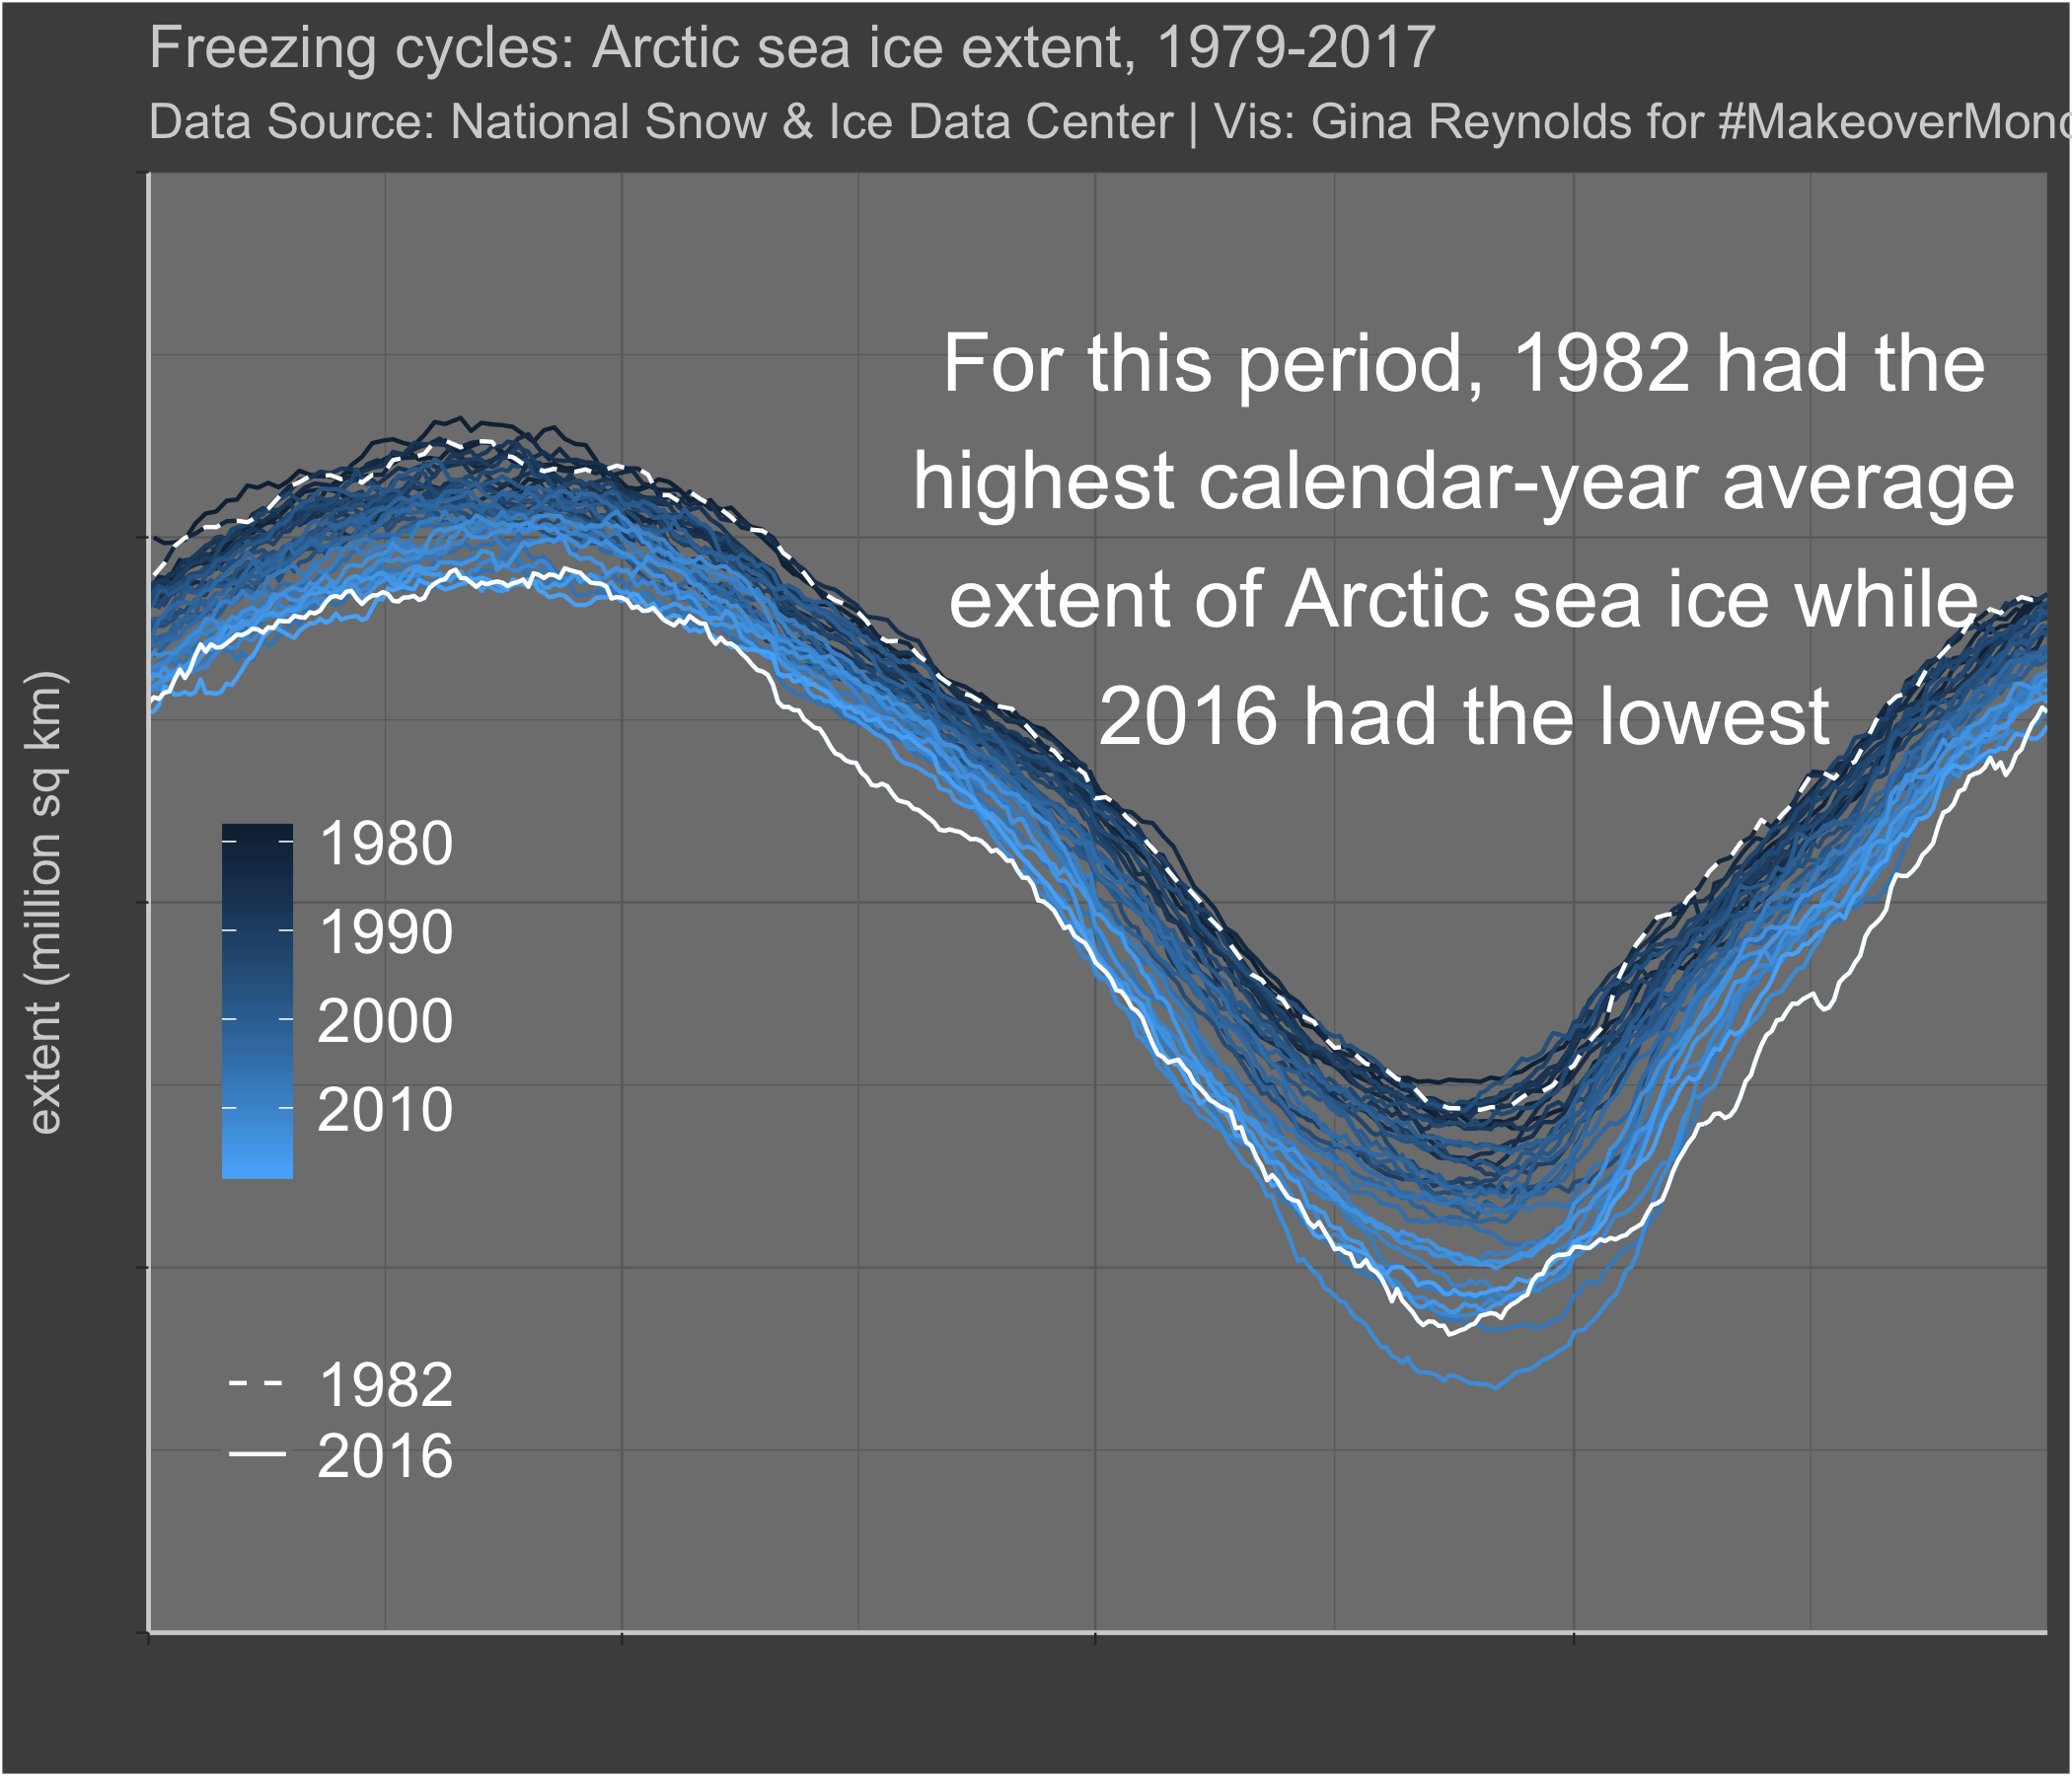 Freezing cycles: Arctic sea ice extent, 1979-2017
Data Source: National Snow & Ice Data Center | Vis: Gina Reynolds for
For this period, 1982 had the
highest calendar-year average
extent of Arctic sea ice while
2016 had the lowest
extent (million sq km)
1980
1990
2000
2010
1982
2016